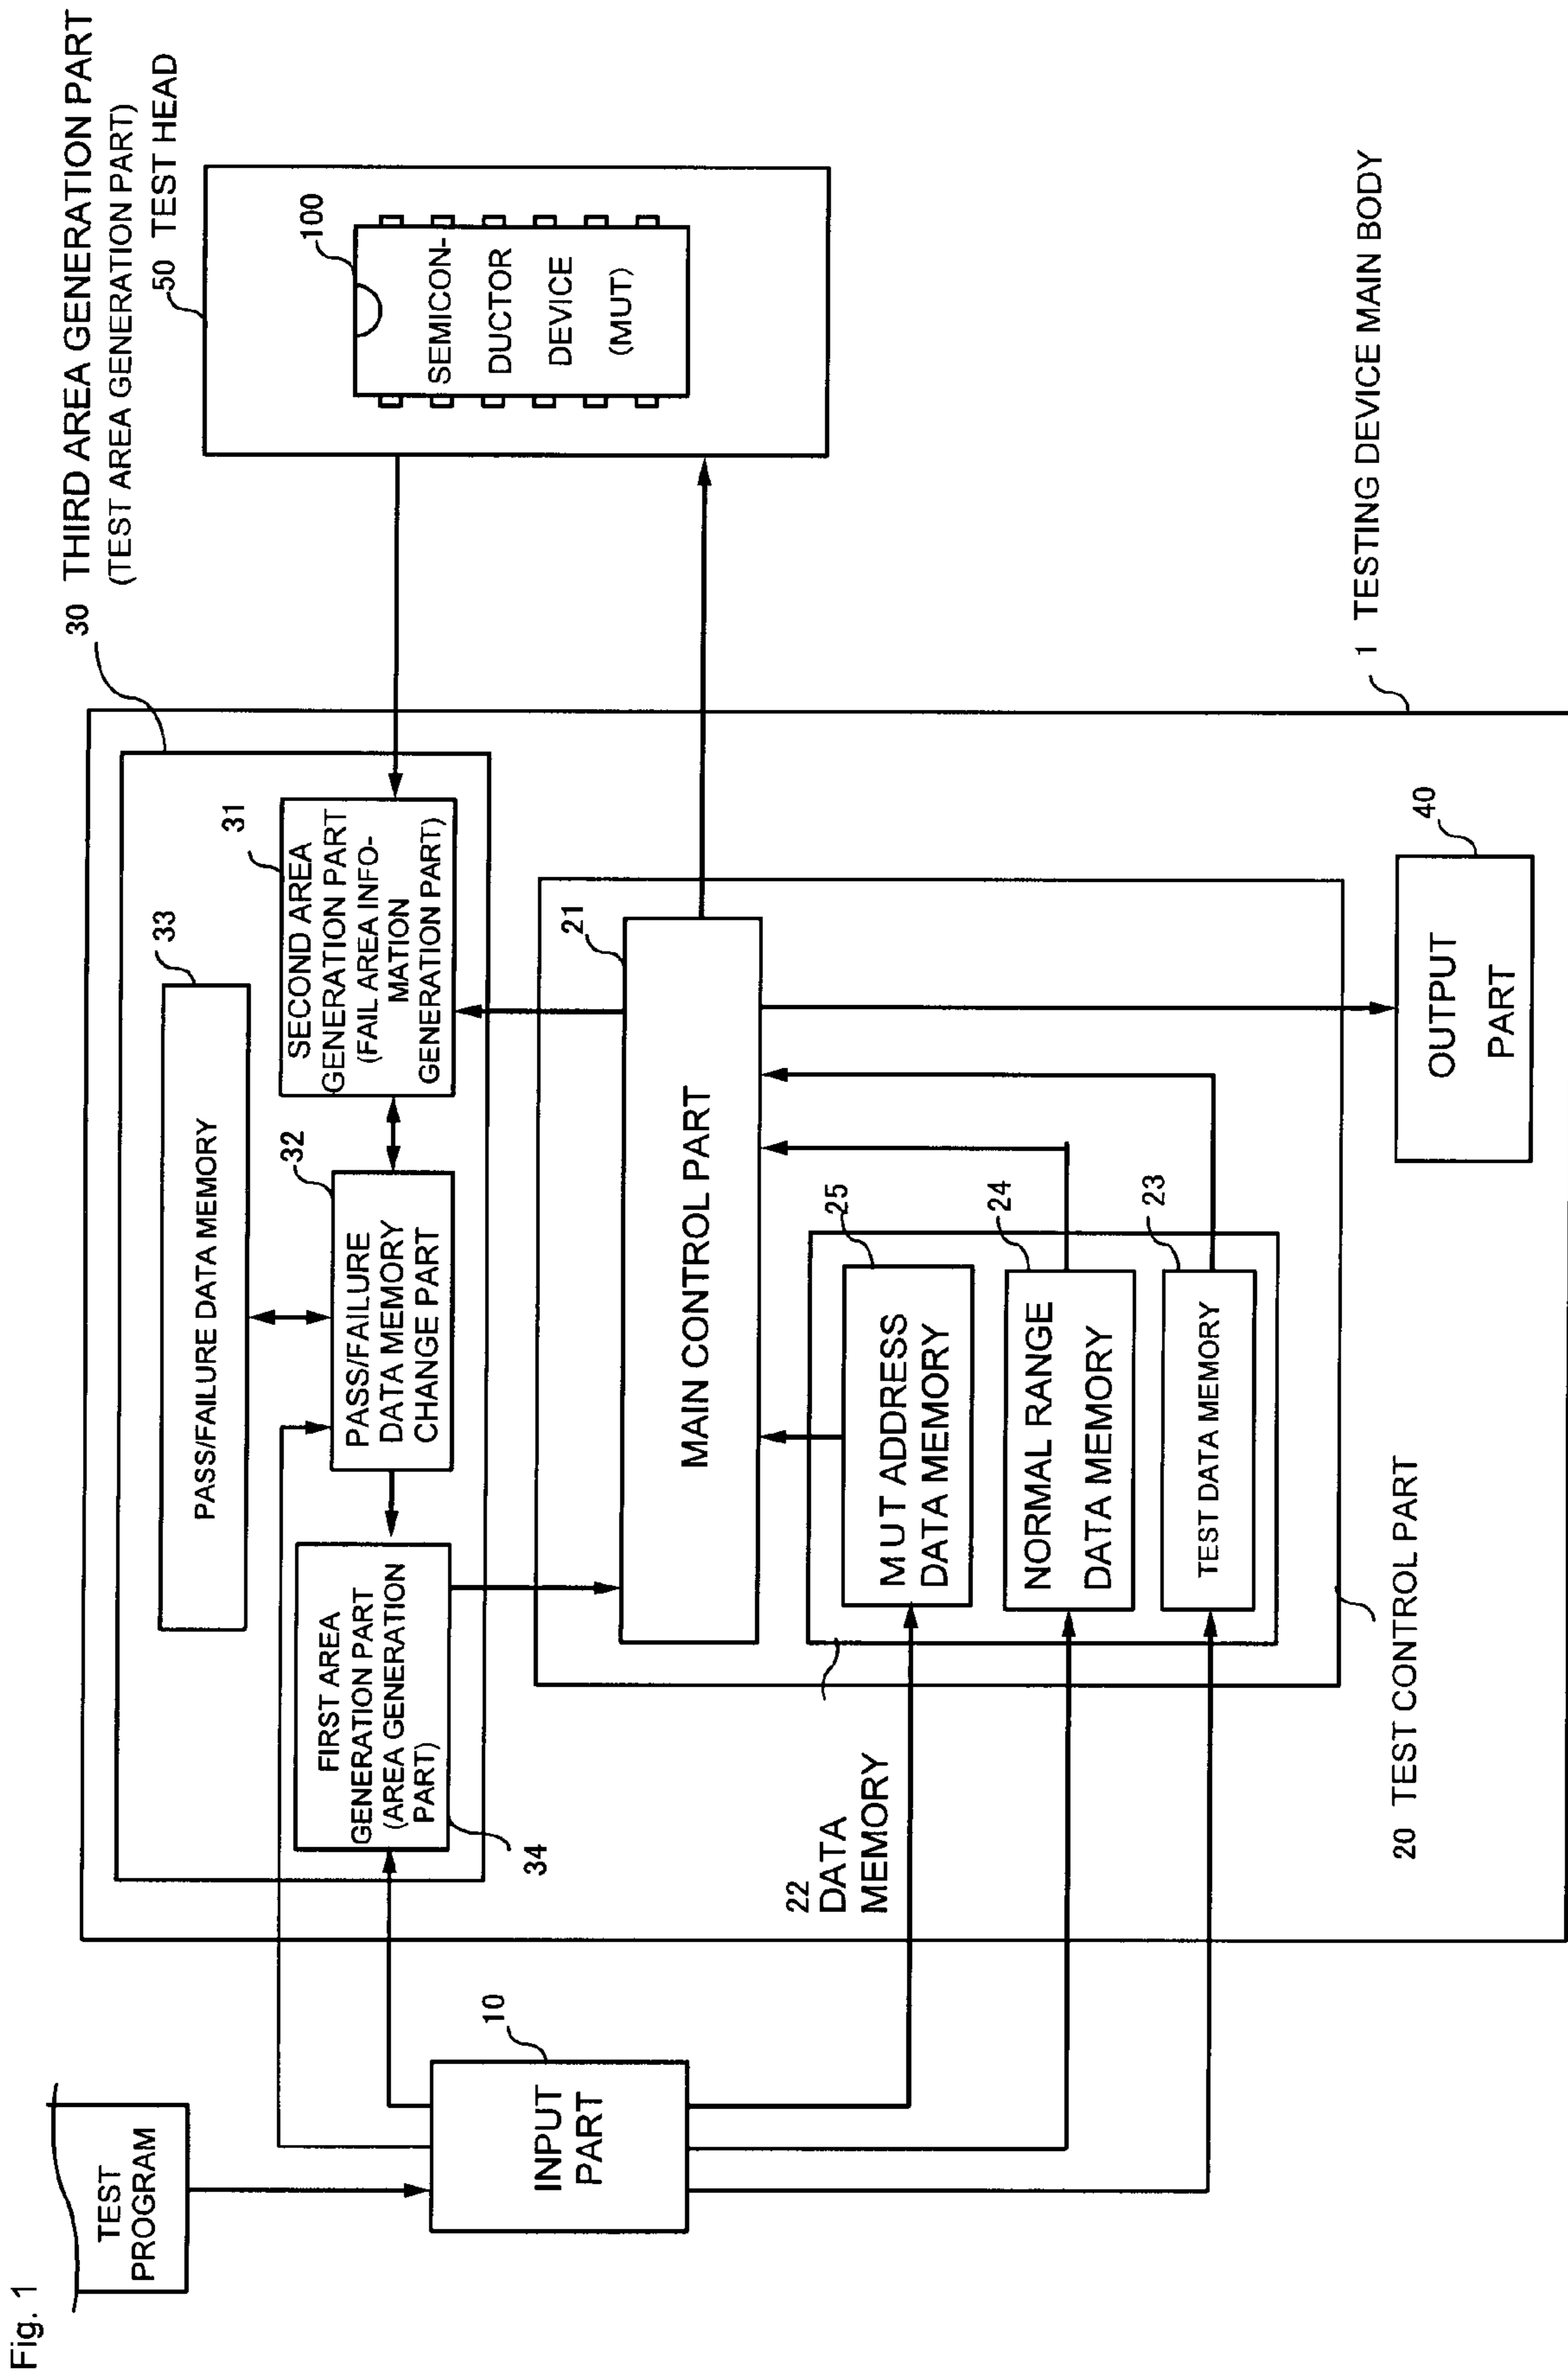 Fig. 1
TEST
PROGRAM
INPUT
PART
10
30 THIRD AREA GENERATION PART
(TEST AREA GENERATION PART)
50 TEST HEAD
100
SEMICON-
DUCTOR
DEVICE
(MUT)
33
PASS/FAILURE DATA MEMORY
FIRST AREA
GENERATION PART
(AREA GENERATION
PART)
34
32
PASS/FAILURE
DATA MEMORY
CHANGE PART
31
SECOND AREA
GENERATION PART
(FAIL AREA INFO-
MATION
GENERATION PART)
21
MAIN CONTROL PART
22
DATA
MEMORY
25
MUT ADDRESS
DATA MEMORY
24
NORMAL RANGE
DATA MEMORY
23
TEST DATA MEMORY
40
OUTPUT
PART
20 TEST CONTROL PART
1 TESTING DEVICE MAIN BODY